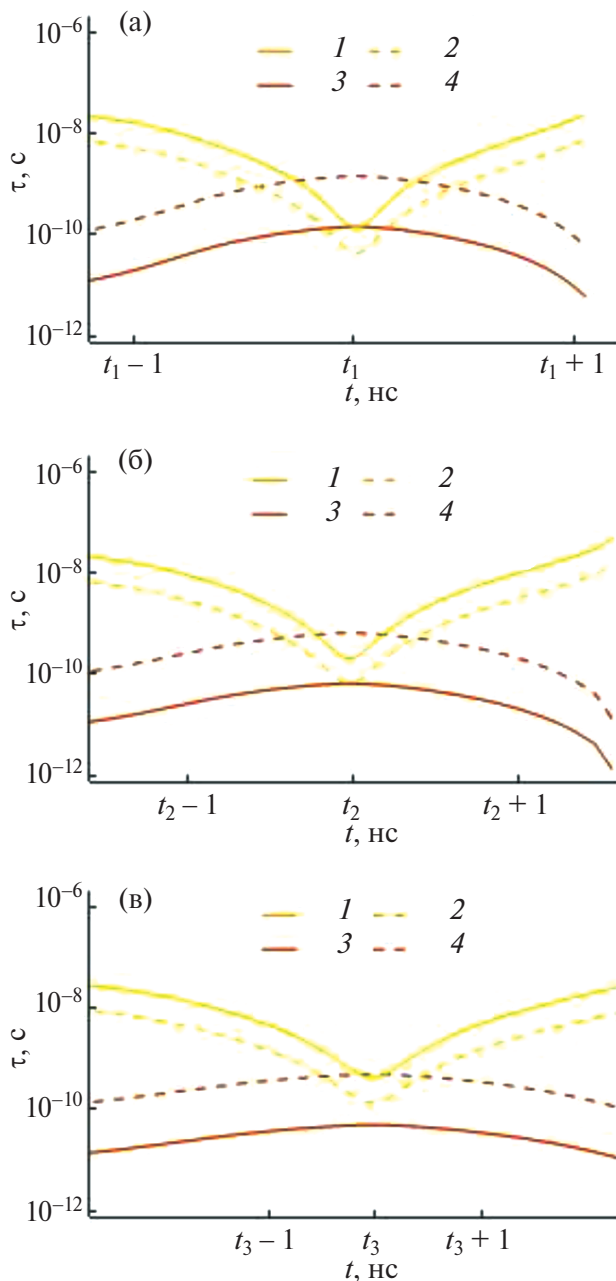 (а)
10⁻⁶
1 2
3 4
10⁻⁸
τ, с
10⁻¹⁰
10⁻¹²
t₁ – 1 t₁ t₁ + 1
t, нс
(б)
10⁻⁶
1 2
3 4
10⁻⁸
τ, с
10⁻¹⁰
10⁻¹²
t₂ – 1 t₂ t₂ + 1
t, нс
(в)
10⁻⁶
1 2
3 4
10⁻⁸
τ, с
10⁻¹⁰
10⁻¹²
t₃ – 1 t₃ t₃ + 1
t, нс